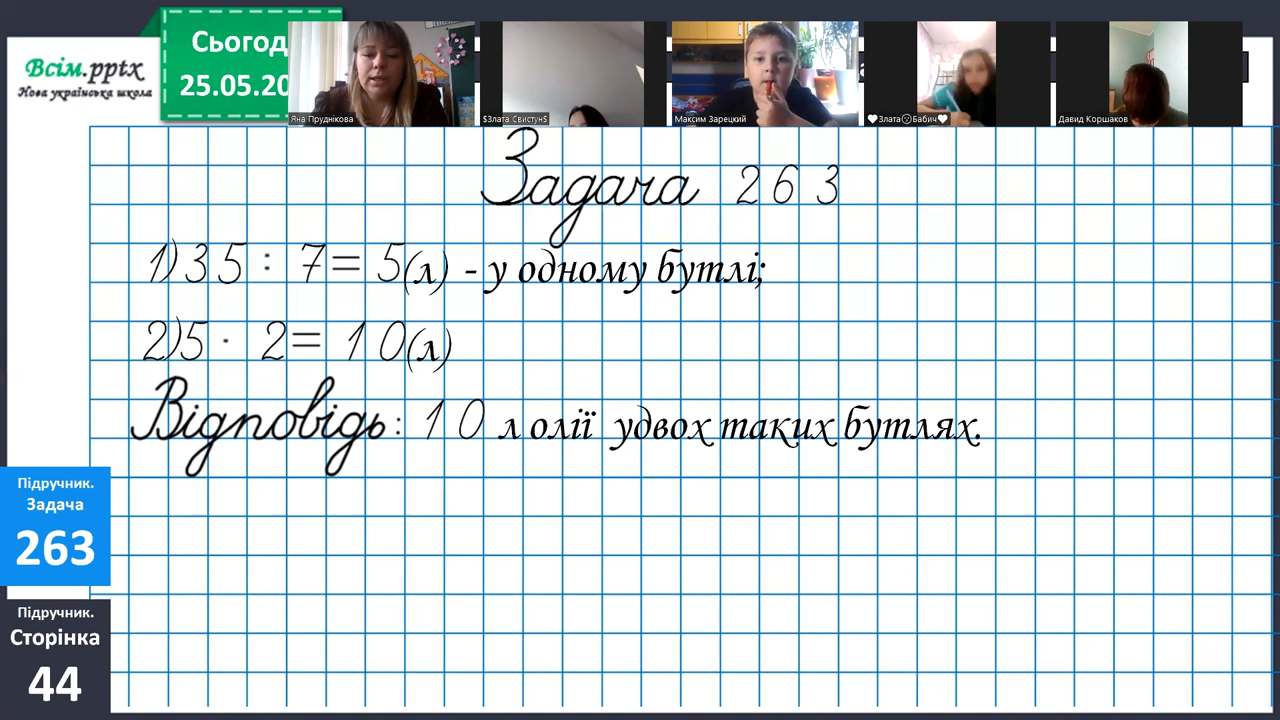 Всім.pptx
Нова українська школа
Сьогод
25.05.20
Яна Пруднікова
$Злата Свистун$
Максим Зарецкий
🖤Злата😗Бабич🖤
Давид Коршаков
Задача 263
1)35 : 7= 5(л) - у одному бутлі;
2)5 · 2= 10(л)
Відповідь: 10 л олії удвох таких бутлях.
Підручник.
Задача
263
Підручник.
Сторінка
44